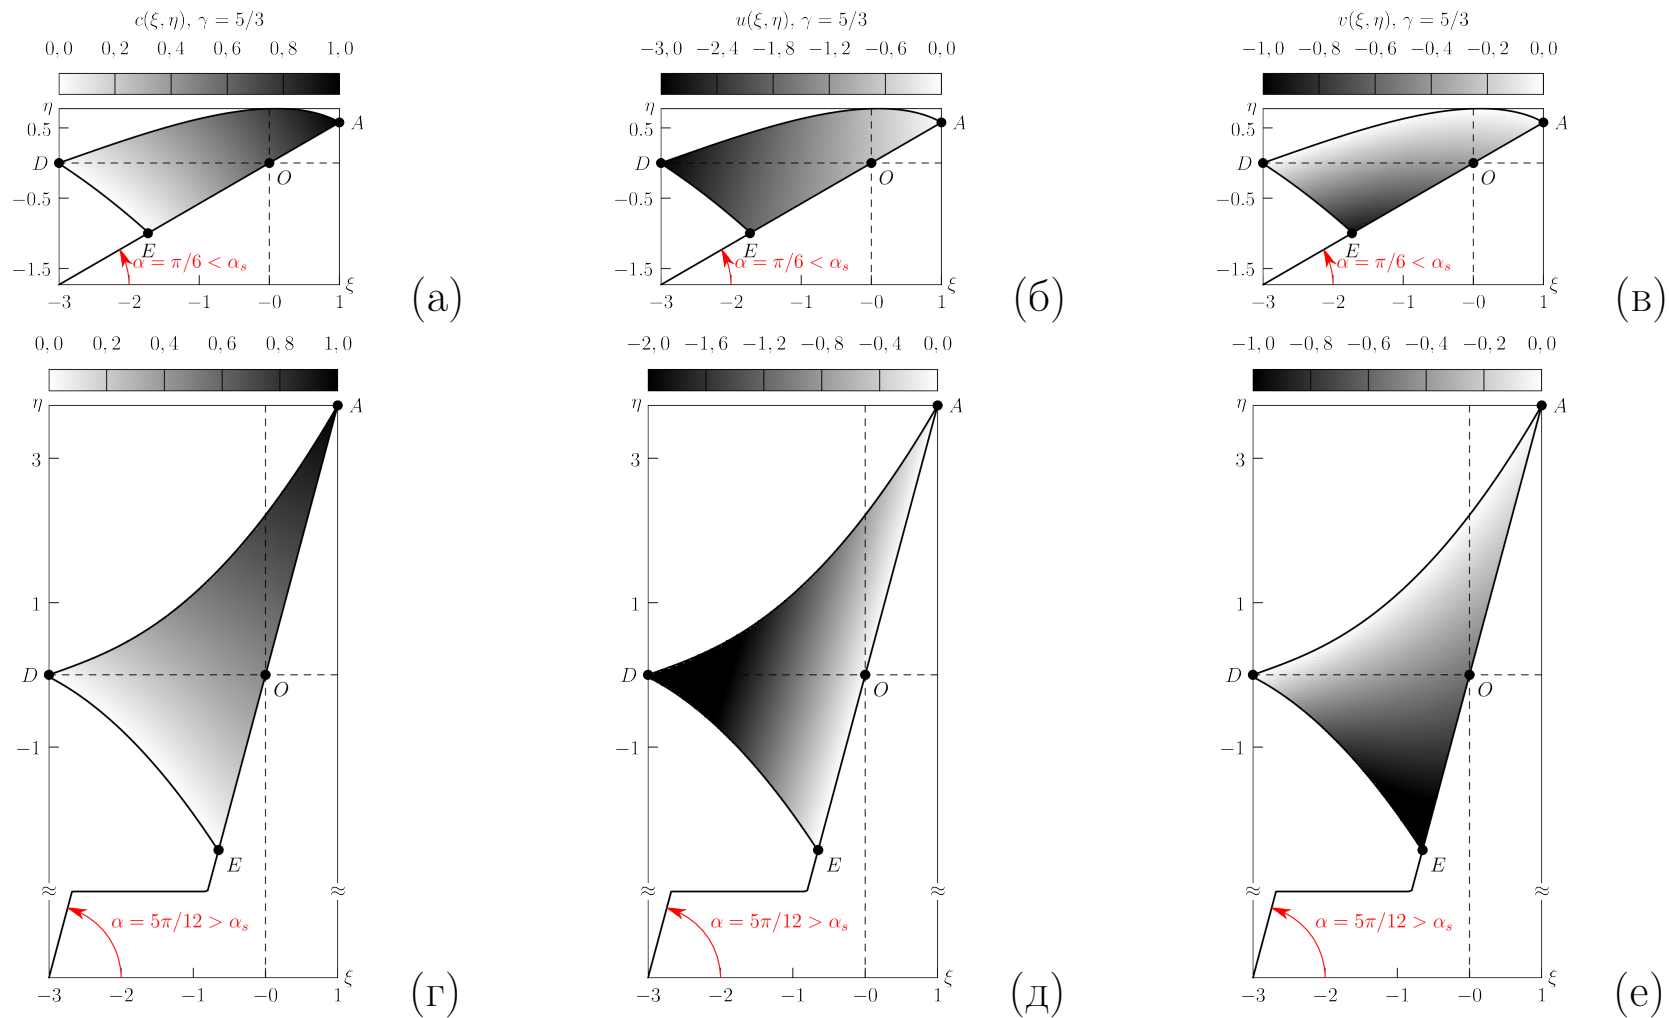 c(ξ, η), γ = 5/3
0,0 0,2 0,4 0,6 0,8 1,0
η
0.5
−0.5
−1.5
D
A
O
E
α = π/6 < αₛ
ξ
−3 −2 −1 −0 1
(а)
u(ξ, η), γ = 5/3
−3,0 −2,4 −1,8 −1,2 −0,6 0,0
η
0.5
−0.5
−1.5
D
A
O
E
α = π/6 < αₛ
ξ
−3 −2 −1 −0 1
(б)
v(ξ, η), γ = 5/3
−1,0 −0,8 −0,6 −0,4 −0,2 0,0
η
0.5
−0.5
−1.5
D
A
O
E
α = π/6 < αₛ
ξ
−3 −2 −1 −0 1
(в)
0,0 0,2 0,4 0,6 0,8 1,0
η
A
3
1
D
O
−1
E
≈ ≈
α = 5π/12 > αₛ
ξ
−3 −2 −1 −0 1
(г)
−2,0 −1,6 −1,2 −0,8 −0,4 0,0
η
A
3
1
D
O
−1
E
≈ ≈
α = 5π/12 > αₛ
ξ
−3 −2 −1 −0 1
(д)
−1,0 −0,8 −0,6 −0,4 −0,2 0,0
η
A
3
1
D
O
−1
E
≈ ≈
α = 5π/12 > αₛ
ξ
−3 −2 −1 −0 1
(е)